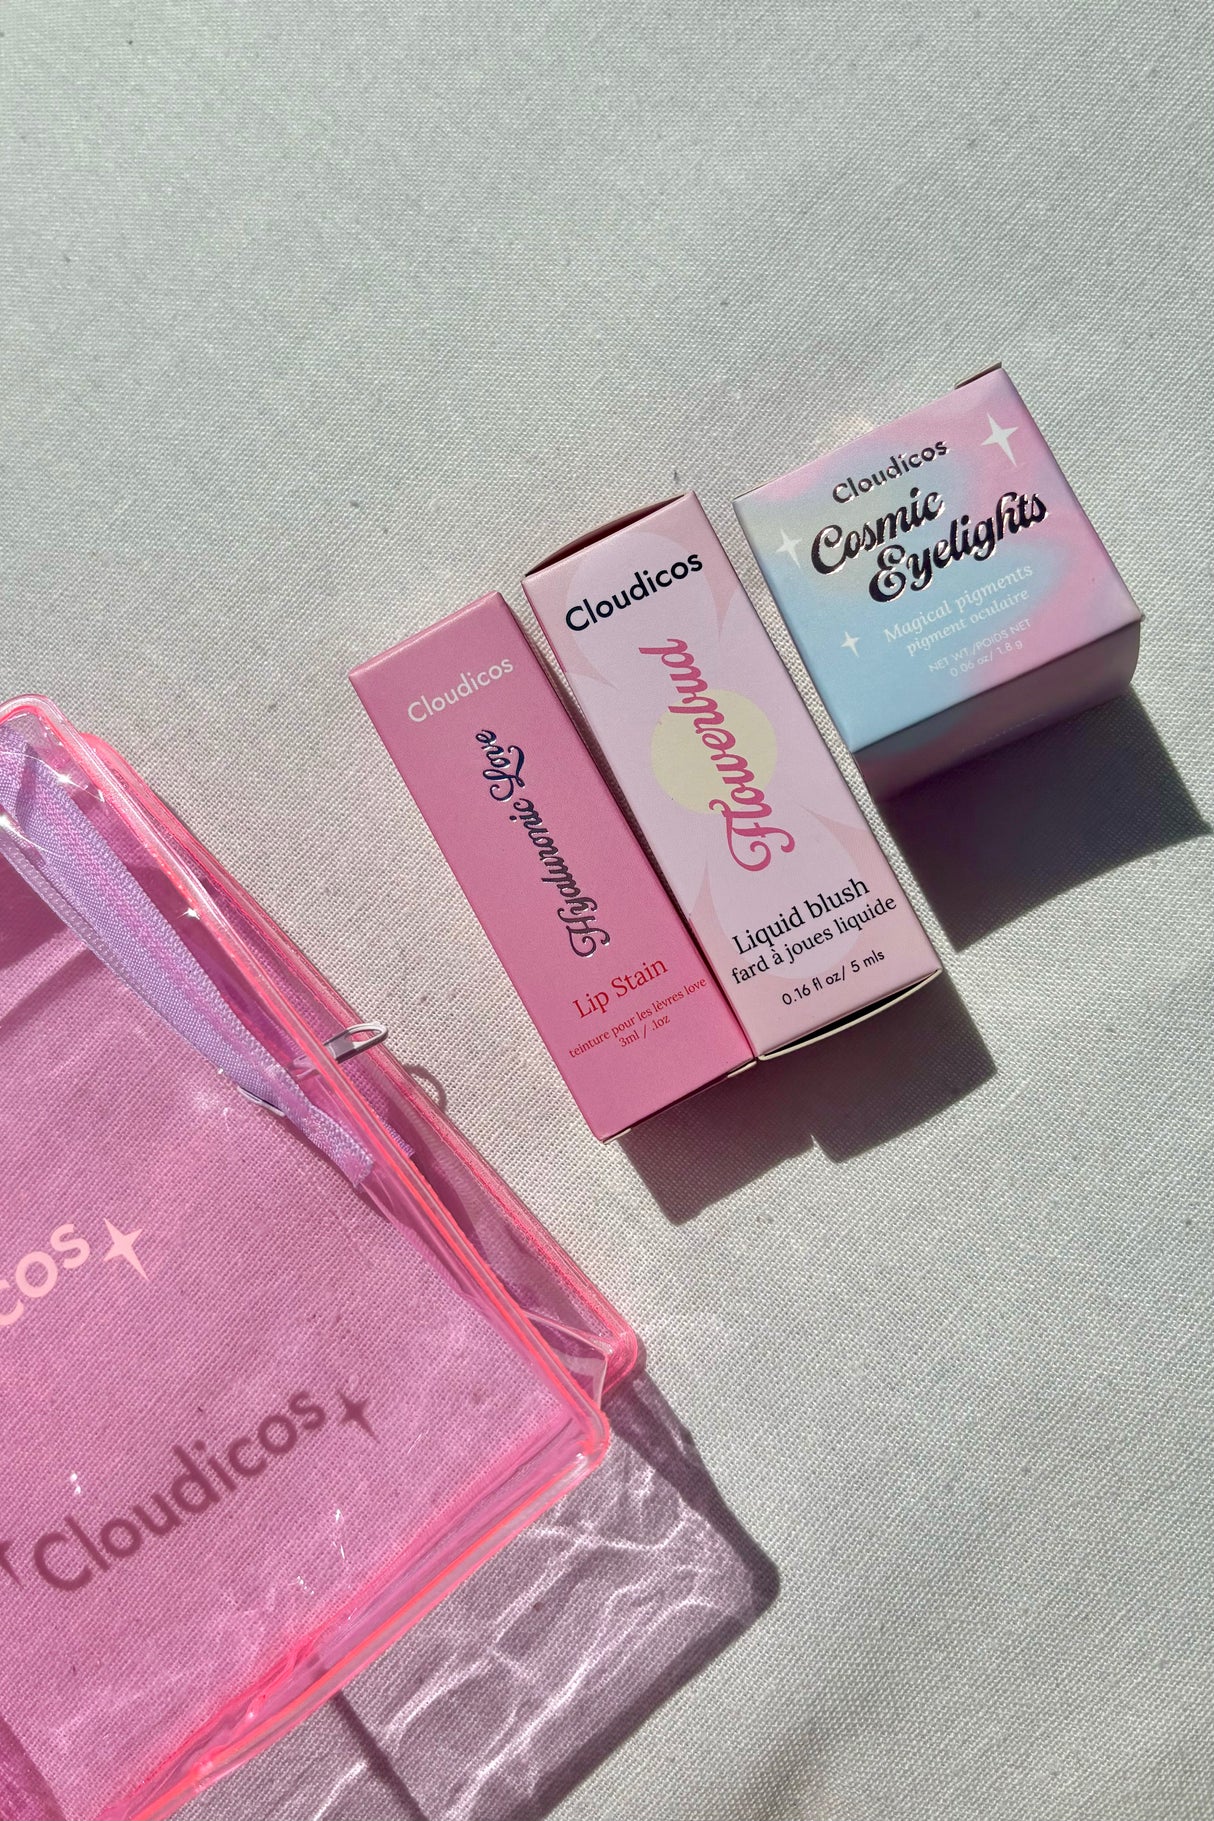 Cloudicos
Hyaluronic Love
Lip Stain
teinture pour les lèvres love
3ml / .1oz
Cloudicos
Flowerbud
Liquid blush
fard à joues liquide
0.16 fl oz/ 5 mls
Cloudicos
Cosmic
Eyelights
Magical pigments
pigment oculaire
NET WT./POIDS NET
0.06 oz/ 1.8 g
cos
Cloudicos